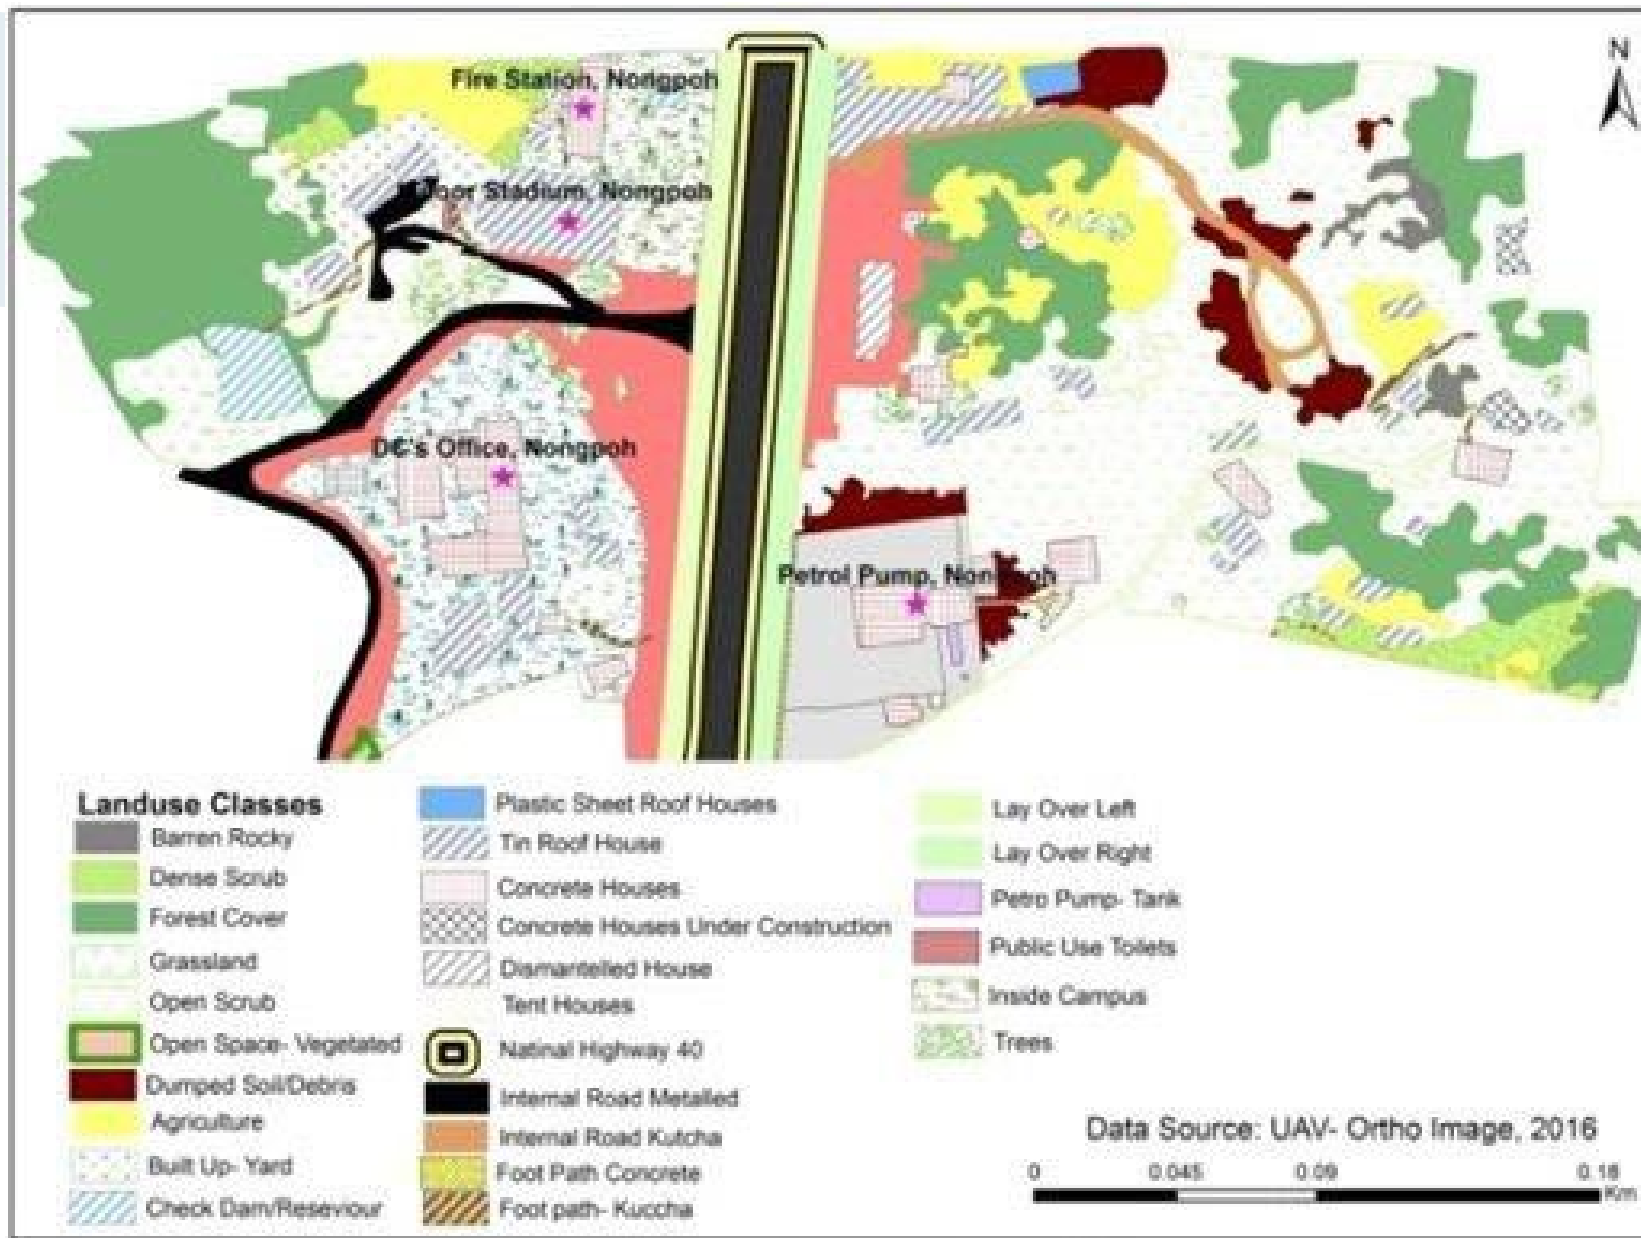 N
Fire Station, Nongpoh
Stadium, Nongpoh
DC's Office, Nongpoh
Petrol Pump,
Landuse Classes
Barren Rocky
Dense Scrub
Forest Cover
Grassland
Open Scrub
Open Space- Vegetated
Dumped Soil/Debris
Agriculture
Built Up- Yard
Check Dam/Reseviour
Plastic Sheet Roof Houses
Tin Roof House
Concrete Houses
Concrete Houses Under Construction
Dismantelled House
Tent Houses
Natinal Highway 40
Internal Road Metalled
Internal Road Kutcha
Foot Path Concrete
Foot path- Kuccha
Lay Over Left
Lay Over Right
Petro Pump- Tank
Public Use Toilets
Inside Campus
Trees
Data Source: UAV- Ortho Image, 2016
0 0.045 0.09 0.18
Km